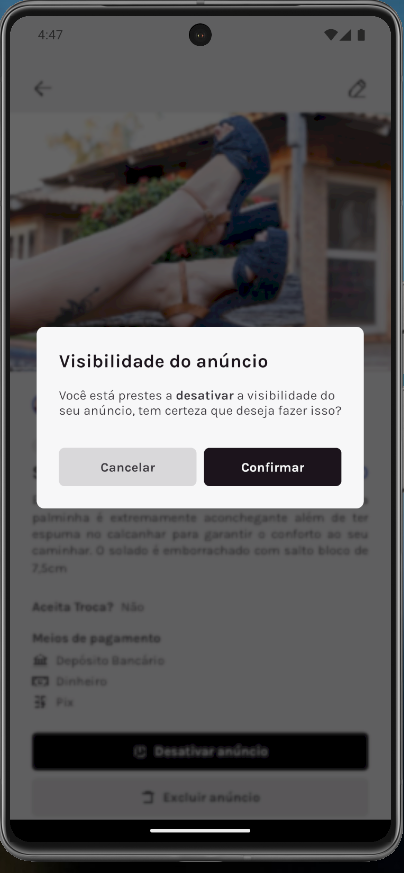 4:47
Visibilidade do anúncio
Você está prestes a desativar a visibilidade do
seu anúncio, tem certeza que deseja fazer isso?
Cancelar
Confirmar
palminha é extremamente aconchegante além de ter
espuma no calcanhar para garantir o conforto ao seu
caminhar. O solado é emborrachado com salto bloco de
7,5cm
Aceita Troca? Não
Meios de pagamento
Depósito Bancário
Dinheiro
Pix
Desativar anúncio
Excluir anúncio